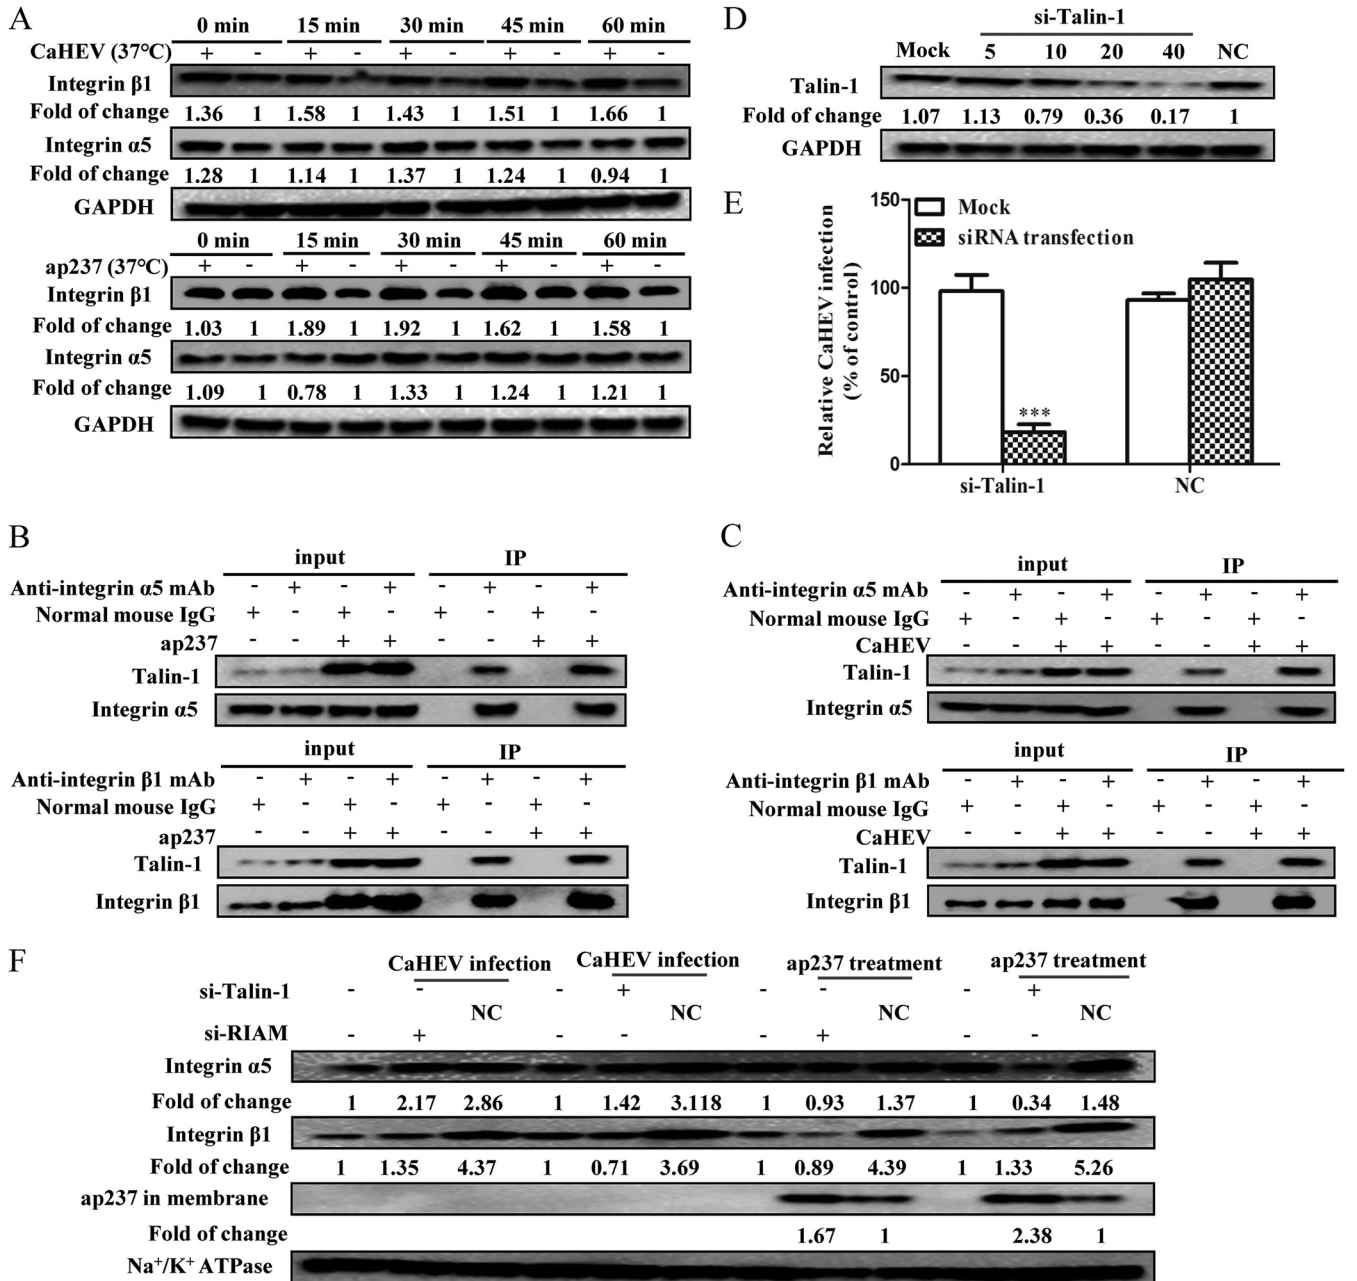 A
0 min 15 min 30 min 45 min 60 min
CaHEV (37℃) + - + - + - + - + -
Integrin β1
Fold of change 1.36 1 1.58 1 1.43 1 1.51 1 1.66 1
Integrin α5
Fold of change 1.28 1 1.14 1 1.37 1 1.24 1 0.94 1
GAPDH
0 min 15 min 30 min 45 min 60 min
ap237 (37℃) + - + - + - + - + -
Integrin β1
Fold of change 1.03 1 1.89 1 1.92 1 1.62 1 1.58 1
Integrin α5
Fold of change 1.09 1 0.78 1 1.33 1 1.24 1 1.21 1
GAPDH
D
si-Talin-1
Mock 5 10 20 40 NC
Talin-1
Fold of change 1.07 1.13 0.79 0.36 0.17 1
GAPDH
E
Relative CaHEV infection
(% of control)
150
100
50
0
Mock
siRNA transfection
***
si-Talin-1 NC
B
input IP
Anti-integrin α5 mAb - + - + - + - +
Normal mouse IgG + - + - + - + -
ap237 - - + + - - + +
Talin-1
Integrin α5
input IP
Anti-integrin β1 mAb - + - + - + - +
Normal mouse IgG + - + - + - + -
ap237 - - + + - - + +
Talin-1
Integrin β1
C
input IP
Anti-integrin α5 mAb - + - + - + - +
Normal mouse IgG + - + - + - + -
CaHEV - - + + - - + +
Talin-1
Integrin α5
input IP
Anti-integrin β1 mAb - + - + - + - +
Normal mouse IgG + - + - + - + -
CaHEV - - + + - - + +
Talin-1
Integrin β1
F
CaHEV infection CaHEV infection ap237 treatment ap237 treatment
si-Talin-1 - - - + - - - +
NC NC NC NC
si-RIAM - + - - - + - -
Integrin α5
Fold of change 1 2.17 2.86 1 1.42 3.118 1 0.93 1.37 1 0.34 1.48
Integrin β1
Fold of change 1 1.35 4.37 1 0.71 3.69 1 0.89 4.39 1 1.33 5.26
ap237 in membrane
Fold of change 1.67 1 2.38 1
Na⁺/K⁺ ATPase